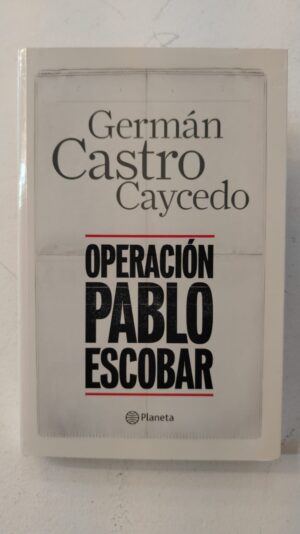 Germán
Castro
Caycedo
OPERACIÓN
PABLO
ESCOBAR
Planeta